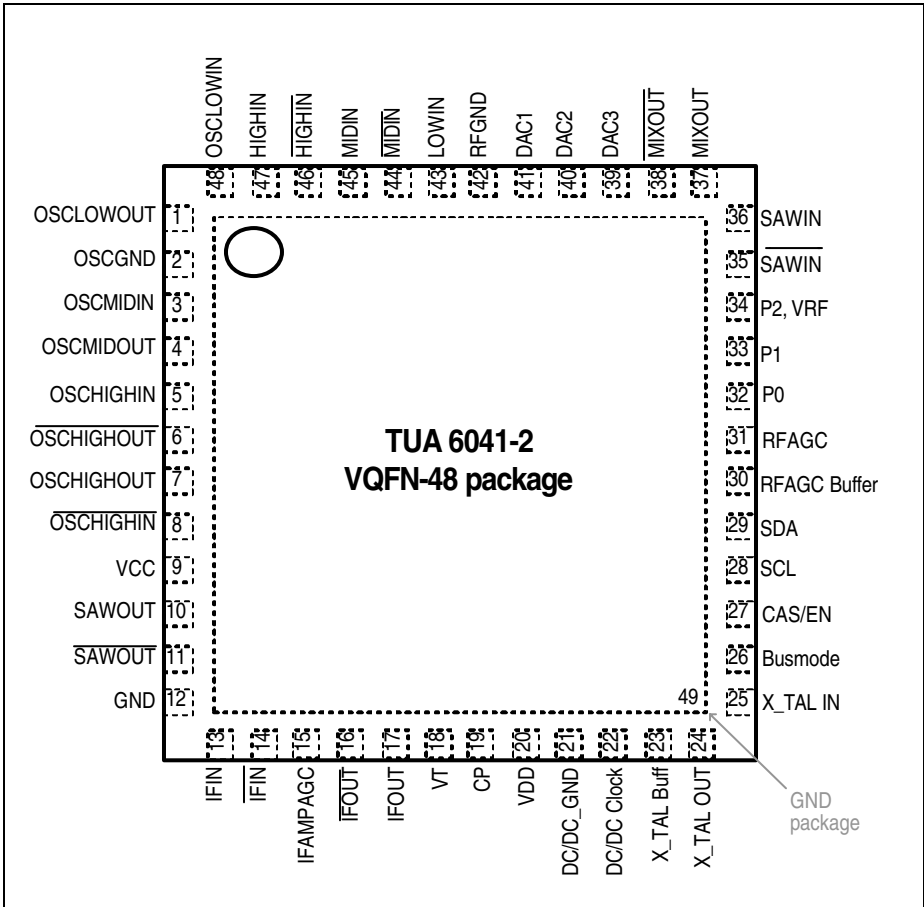 OSCLOWIN
HIGHIN
HIGHIN
MIDIN
MIDIN
LOWIN
RFGND
DAC1
DAC2
DAC3
MIXOUT
MIXOUT
48
47
46
45
44
43
42
41
40
39
38
37
OSCLOWOUT 1
OSCGND 2
OSCMIDIN 3
OSCMIDOUT 4
OSCHIGHIN 5
OSCHIGHOUT 6
OSCHIGHOUT 7
OSCHIGHIN 8
VCC 9
SAWOUT 10
SAWOUT 11
GND 12
TUA 6041-2
VQFN-48 package
36 SAWIN
35 SAWIN
34 P2, VRF
33 P1
32 P0
31 RFAGC
30 RFAGC Buffer
29 SDA
28 SCL
27 CAS/EN
26 Busmode
25 X_TAL IN
49
13
14
15
16
17
18
19
20
21
22
23
24
IFIN
IFIN
IFAMPAGC
IFOUT
IFOUT
VT
CP
VDD
DC/DC_GND
DC/DC Clock
X_TAL Buff
X_TAL OUT
GND
package